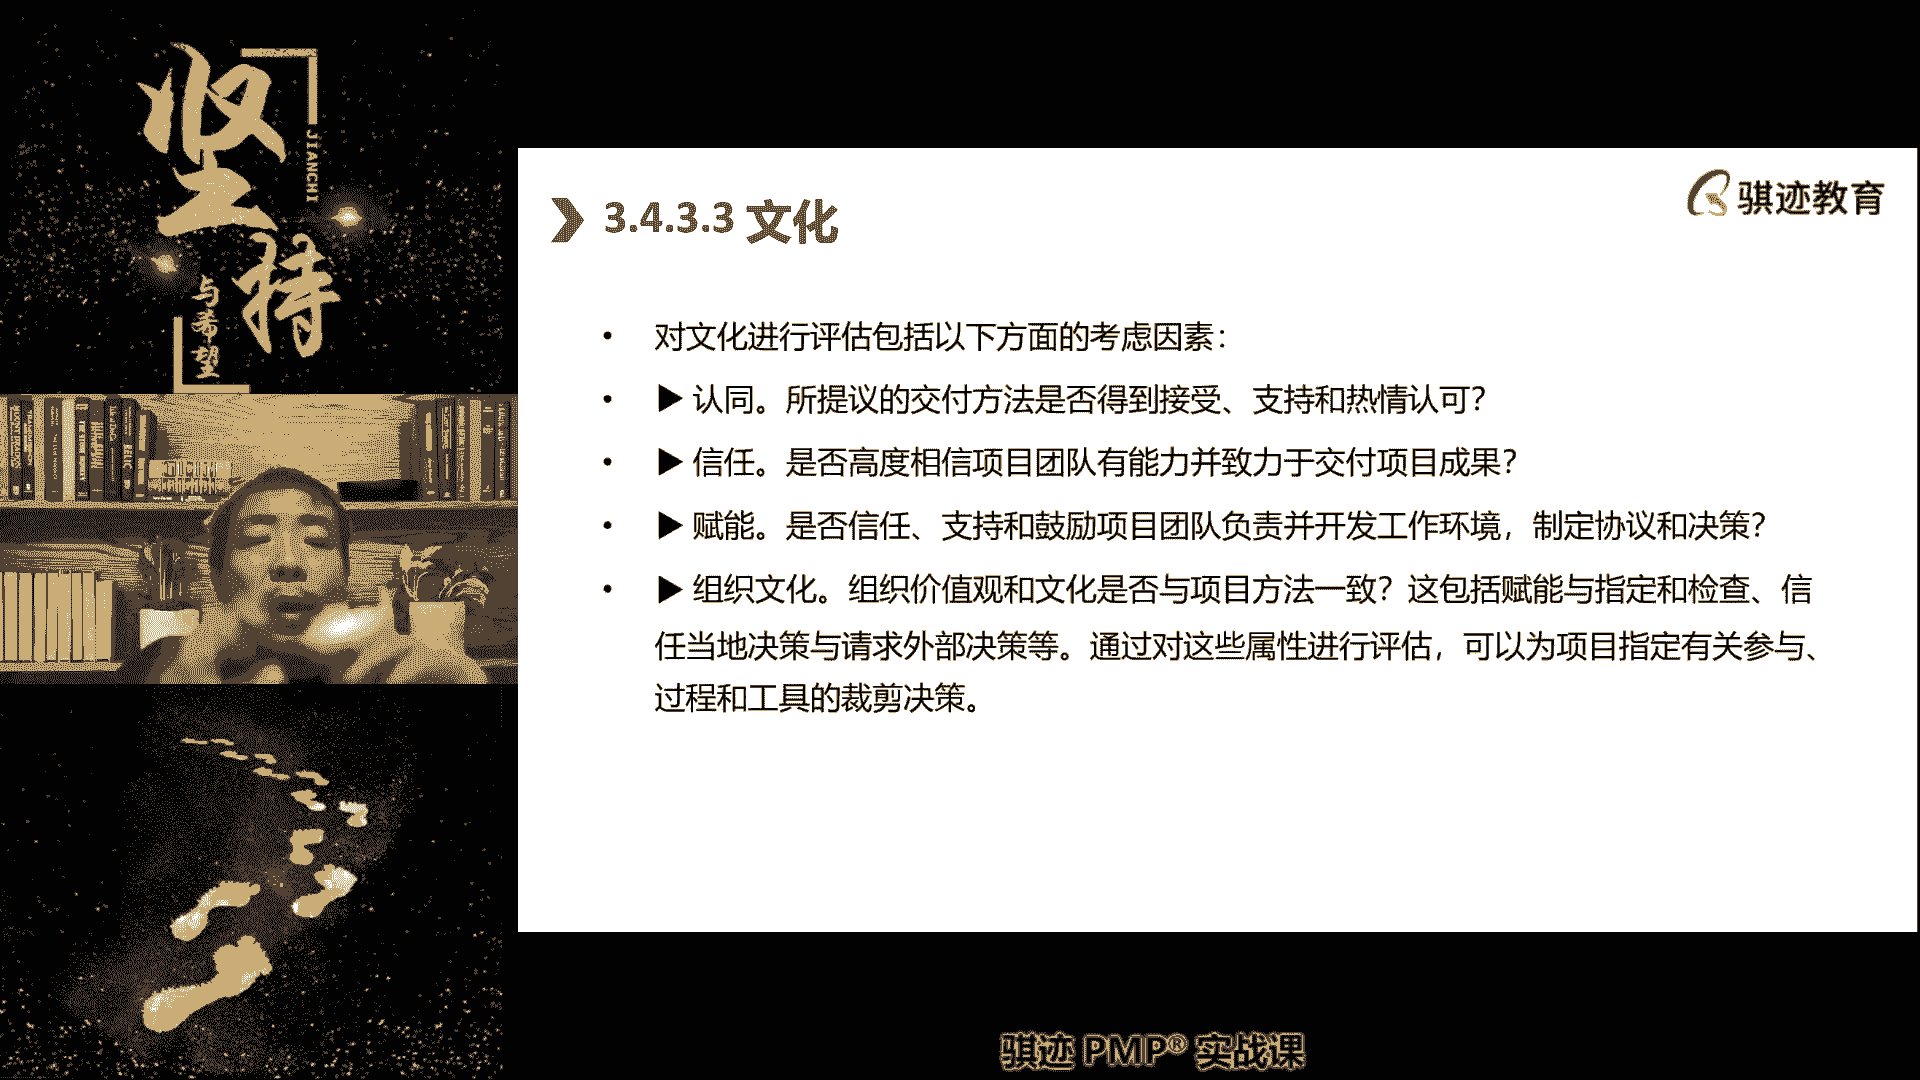 坚持
JIANCHI
与希望
骐迹教育
3.4.3.3 文化
• 对文化进行评估包括以下方面的考虑因素：
• ▶ 认同。所提议的交付方法是否得到接受、支持和热情认可？
• ▶ 信任。是否高度相信项目团队有能力并致力于交付项目成果？
• ▶ 赋能。是否信任、支持和鼓励项目团队负责并开发工作环境，制定协议和决策？
• ▶ 组织文化。组织价值观和文化是否与项目方法一致？这包括赋能与指定和检查、信
任当地决策与请求外部决策等。通过对这些属性进行评估，可以为项目指定有关参与、
过程和工具的裁剪决策。
骐迹 PMP® 实战课